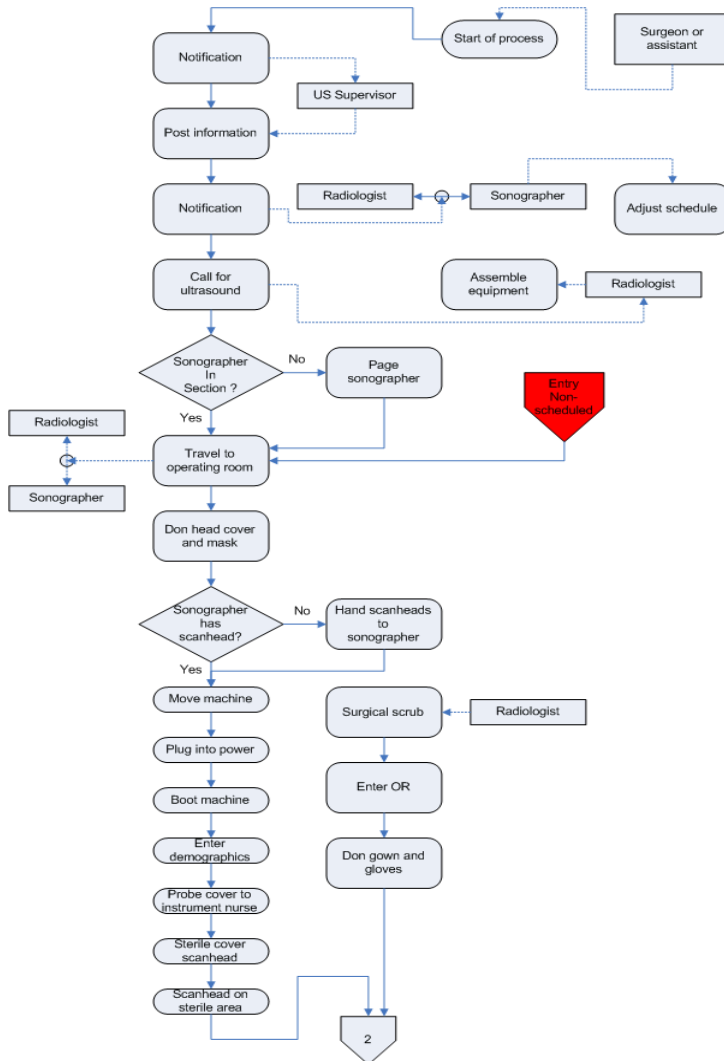 Start of process
Surgeon or
assistant
Notification
US Supervisor
Post information
Radiologist
Sonographer
Notification
Adjust schedule
Call for
ultrasound
Assemble
equipment
Radiologist
Sonographer
In
Section ?
No
Page
sonographer
Entry
Non-
scheduled
Yes
Radiologist
Travel to
operating room
Sonographer
Don head cover
and mask
Sonographer
has
scanhead?
No
Hand scanheads
to
sonographer
Yes
Move machine
Surgical scrub
Radiologist
Plug into power
Enter OR
Boot machine
Enter
demographics
Don gown and
gloves
Probe cover to
instrument nurse
Sterile cover
scanhead
Scanhead on
sterile area
2